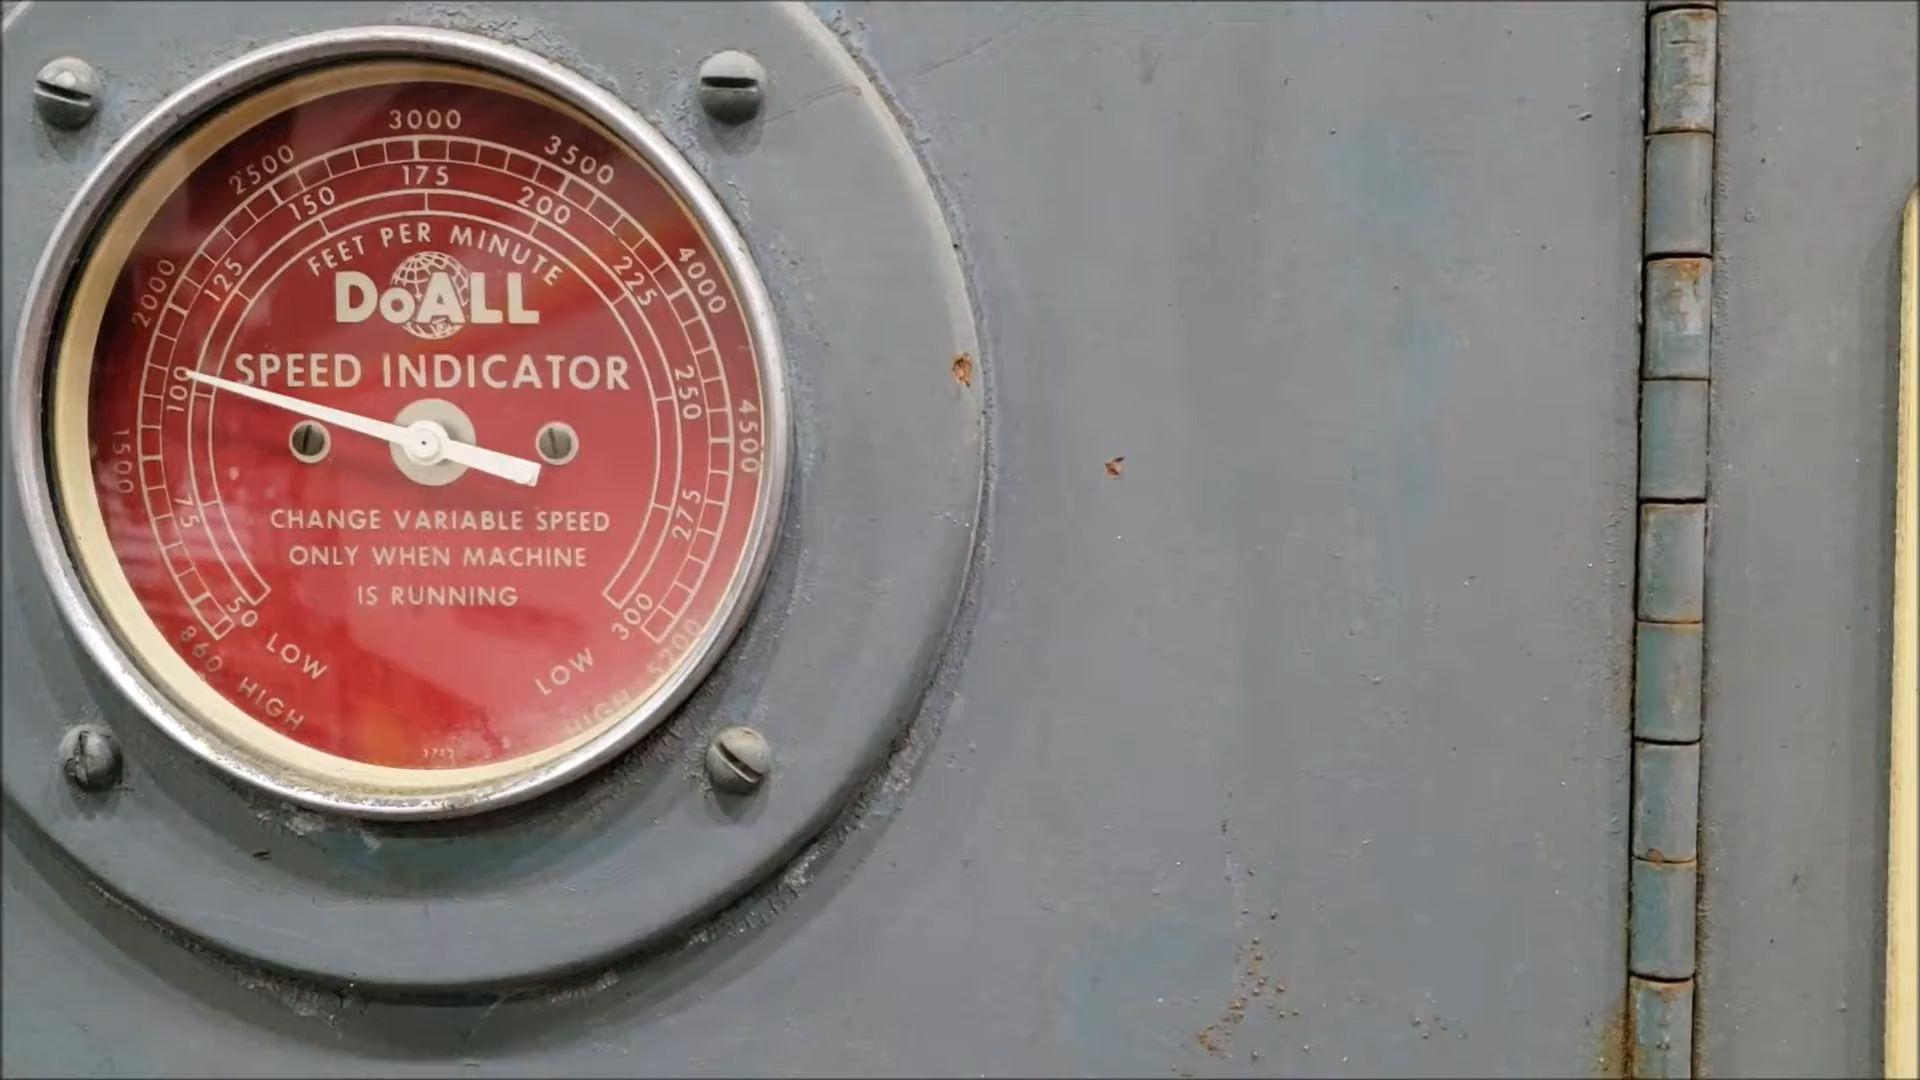 3000
2500
3500
175
150
200
2000
125
FEET PER MINUTE
225
4000
DoALL
SPEED INDICATOR
100
250
1500
4500
75
275
CHANGE VARIABLE SPEED
ONLY WHEN MACHINE
IS RUNNING
50
300
860
5200
LOW
LOW
HIGH
HIGH